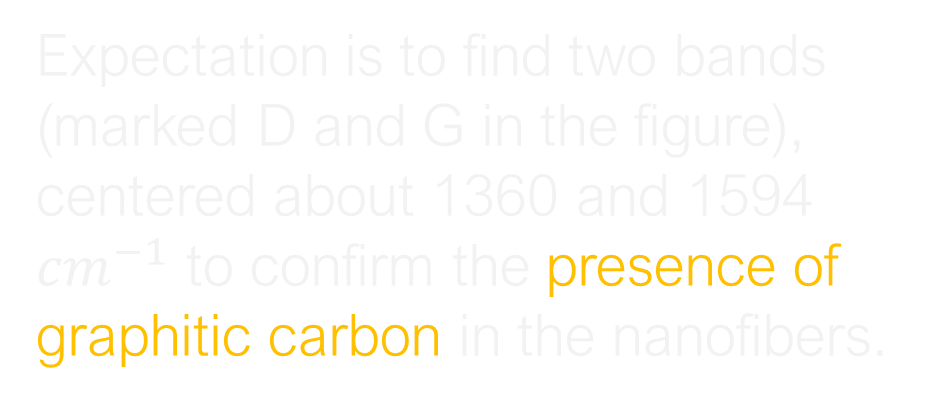 Expectation is to find two bands
(marked D and G in the figure),
centered about 1360 and 1594
cm⁻¹ to confirm the presence of
graphitic carbon in the nanofibers.